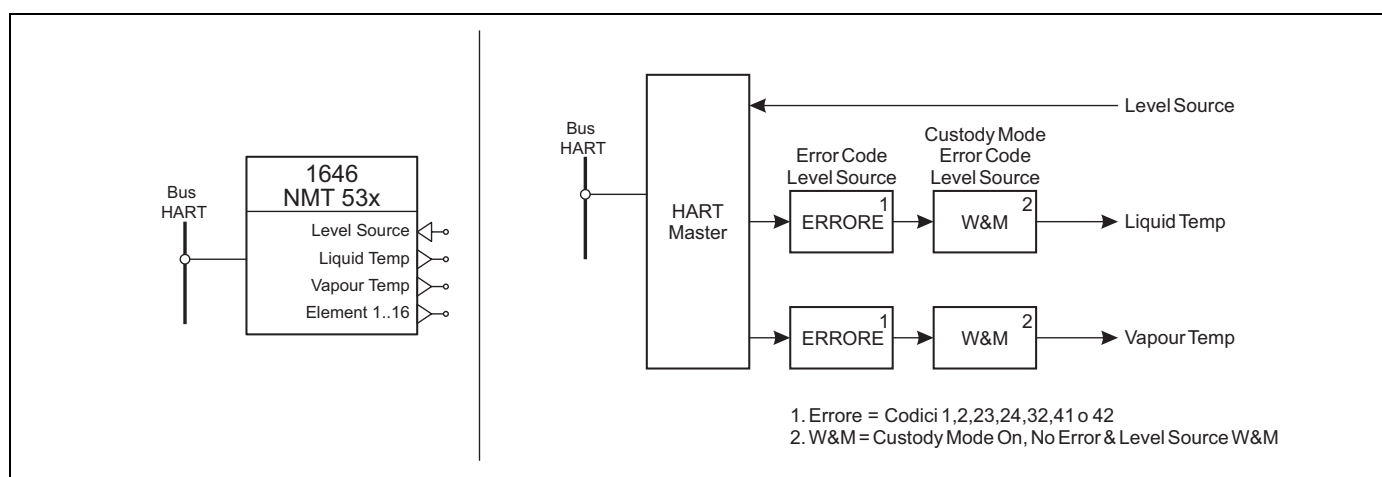 Bus
HART
1646
NMT 53x
Level Source
Liquid Temp
Vapour Temp
Element 1..16
Bus
HART
HART
Master
Level Source
Error Code
Level Source
Custody Mode
Error Code
Level Source
ERRORE 1
W&M 2
Liquid Temp
ERRORE 1
W&M 2
Vapour Temp
1. Errore = Codici 1,2,23,24,32,41 o 42
2. W&M = Custody Mode On, No Error & Level Source W&M